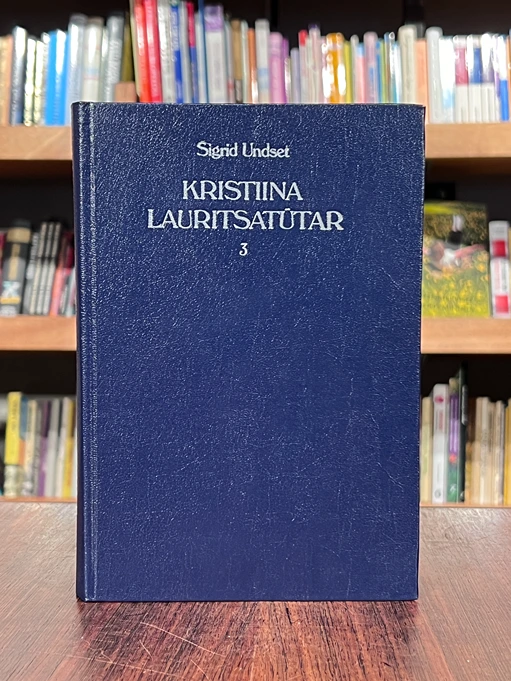 Sigrid Undset
KRISTIINA
LAURITSATÜTAR
3